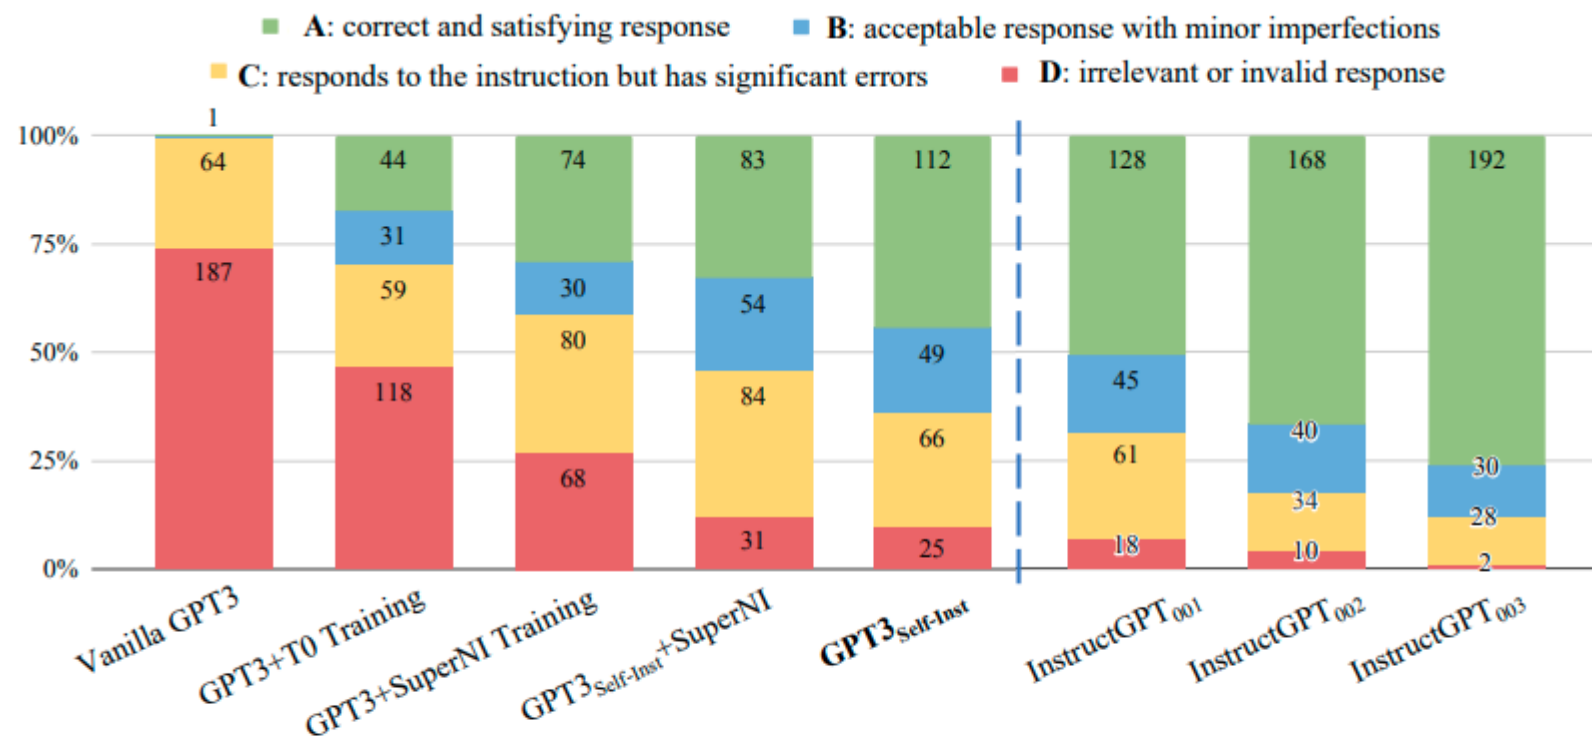 A: correct and satisfying response B: acceptable response with minor imperfections
C: responds to the instruction but has significant errors D: irrelevant or invalid response
1
100% 64 44 74 83 112 128 168 192
75% 187 31 30 54 49 45 40 30
50% 59 80 84 66 61 34 28
25% 118 68 31 25 18 10 2
0%
Vanilla GPT3
GPT3+T0 Training
GPT3+SuperNI Training
GPT3Self-Inst+SuperNI
GPT3Self-Inst
InstructGPT001
InstructGPT002
InstructGPT003